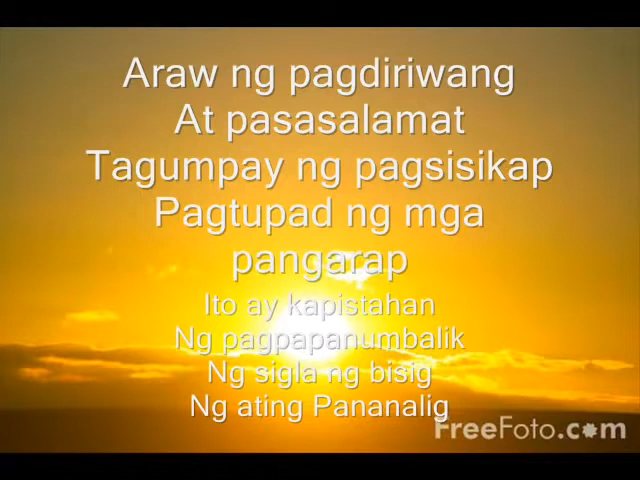 Araw ng pagdiriwang
At pasasalamat
Tagumpay ng pagsisikap
Pagtupad ng mga
pangarap
Ito ay kapistahan
Ng pagpapanumbalik
Ng sigla ng bisig
Ng ating Pananalig
FreeFoto.com